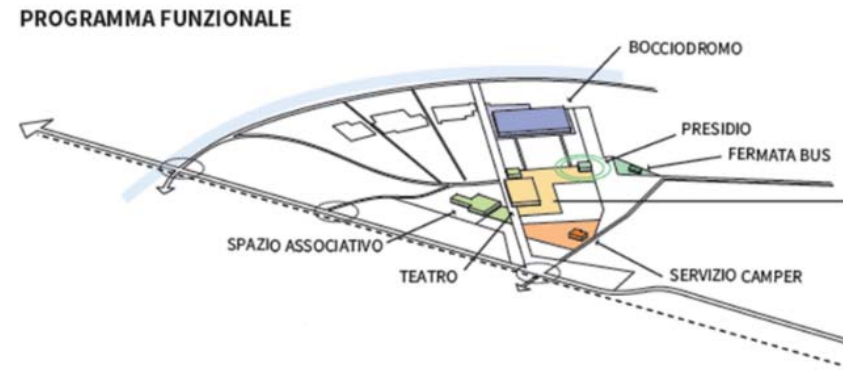 PROGRAMMA FUNZIONALE
BOCCIODROMO
PRESIDIO
FERMATA BUS
SPAZIO ASSOCIATIVO
TEATRO
SERVIZIO CAMPER